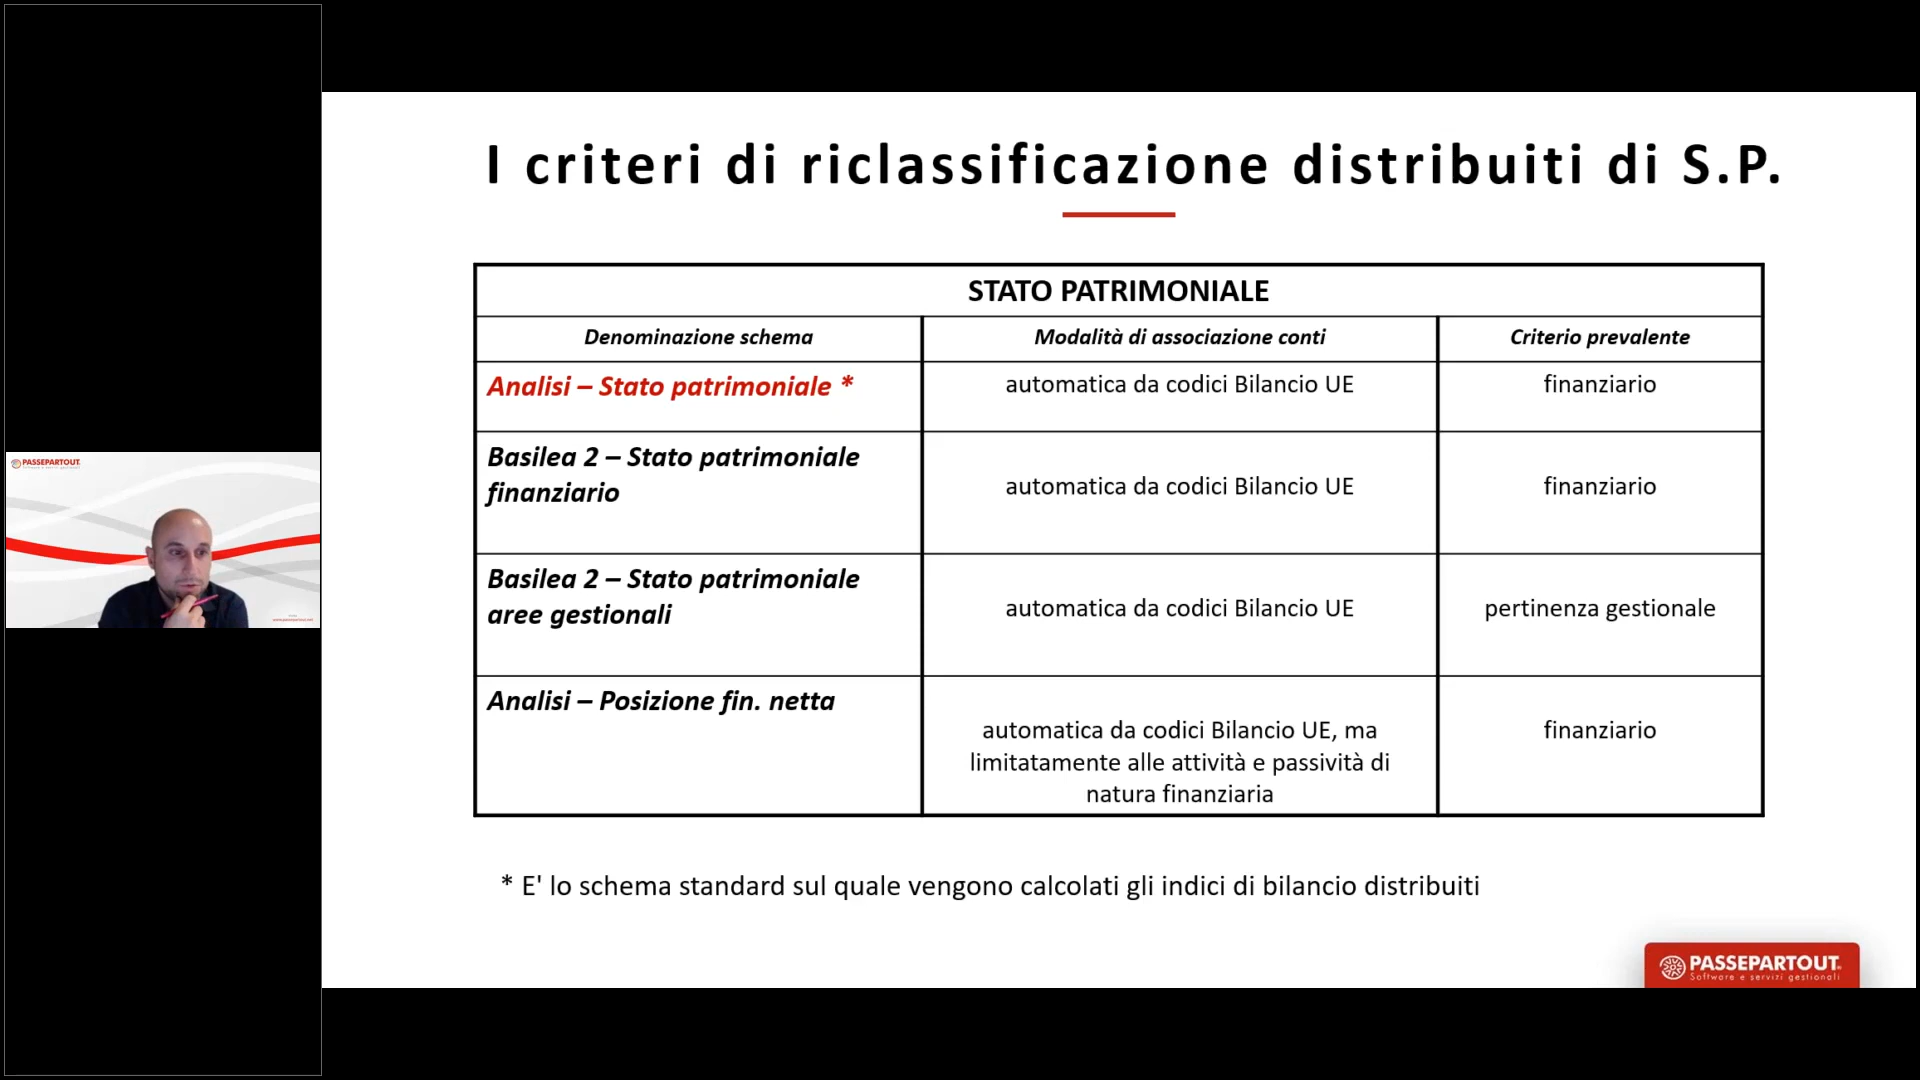 PASSEPARTOUT
I criteri di riclassificazione distribuiti di S.P.
STATO PATRIMONIALE
Denominazione schema
Modalità di associazione conti
Criterio prevalente
Analisi – Stato patrimoniale *
automatica da codici Bilancio UE
finanziario
Basilea 2 – Stato patrimoniale
finanziario
automatica da codici Bilancio UE
finanziario
Basilea 2 – Stato patrimoniale
aree gestionali
automatica da codici Bilancio UE
pertinenza gestionale
Analisi – Posizione fin. netta
automatica da codici Bilancio UE, ma
limitatamente alle attività e passività di
natura finanziaria
finanziario
* E' lo schema standard sul quale vengono calcolati gli indici di bilancio distribuiti
PASSEPARTOUT
Software e servizi gestionali